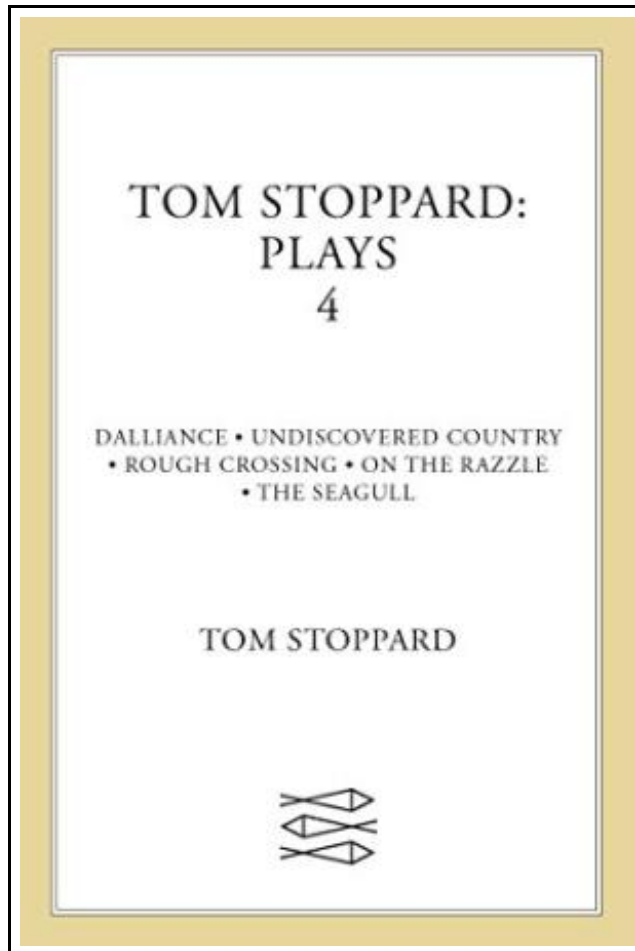 TOM STOPPARD:
PLAYS
4
DALLIANCE • UNDISCOVERED COUNTRY
• ROUGH CROSSING • ON THE RAZZLE
• THE SEAGULL
TOM STOPPARD